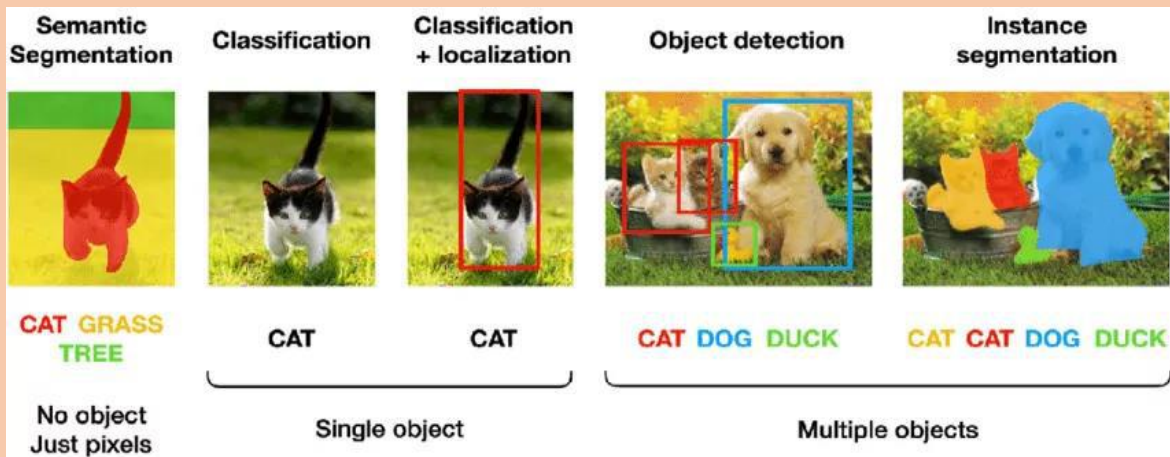 Semantic
Segmentation
Classification
Classification
+ localization
Object detection
Instance
segmentation
CAT GRASS
TREE
CAT
CAT
CAT DOG DUCK
CAT CAT DOG DUCK
No object
Just pixels
Single object
Multiple objects